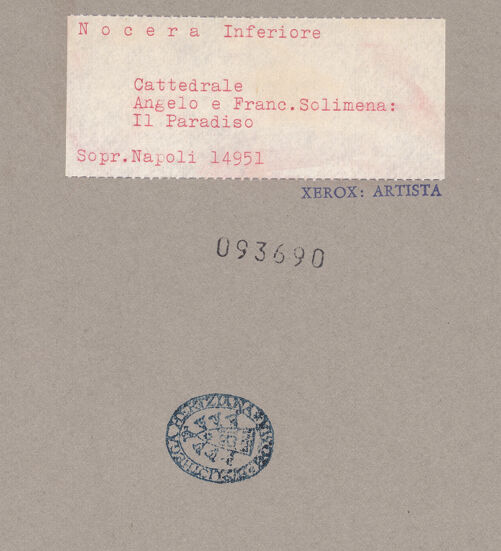 N o c e r a Inferiore
Cattedrale
Angelo e Franc.Solimena:
Il Paradiso
Sopr.Napoli 14951
XEROX: ARTISTA
093690